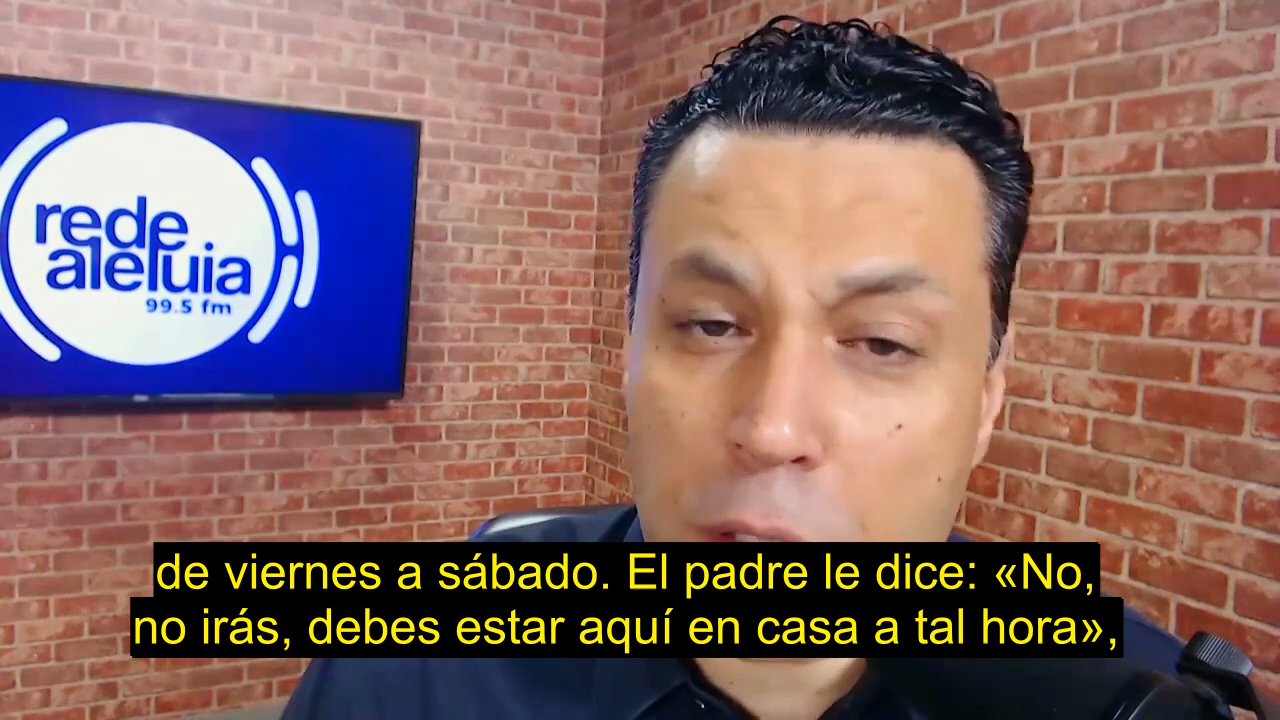 rede
aleluia
99.5 fm
de viernes a sábado. El padre le dice: «No,
no irás, debes estar aquí en casa a tal hora»,